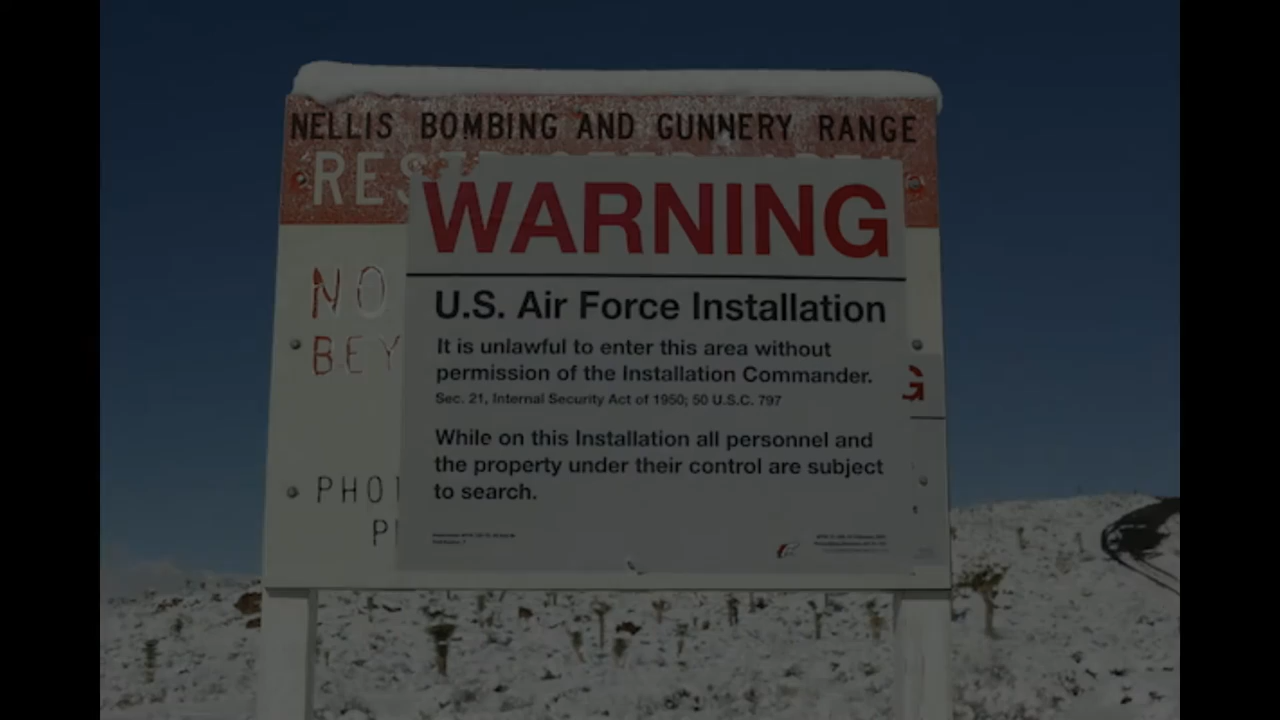 NELLIS BOMBING AND GUNNERY RANGE
WARNING
U.S. Air Force Installation
NO
It is unlawful to enter this area without
BEY
permission of the Installation Commander.
G
Sec. 21, Internal Security Act of 1950; 50 U.S.C. 797
While on this Installation all personnel and
the property under their control are subject
PHO
to search.
P